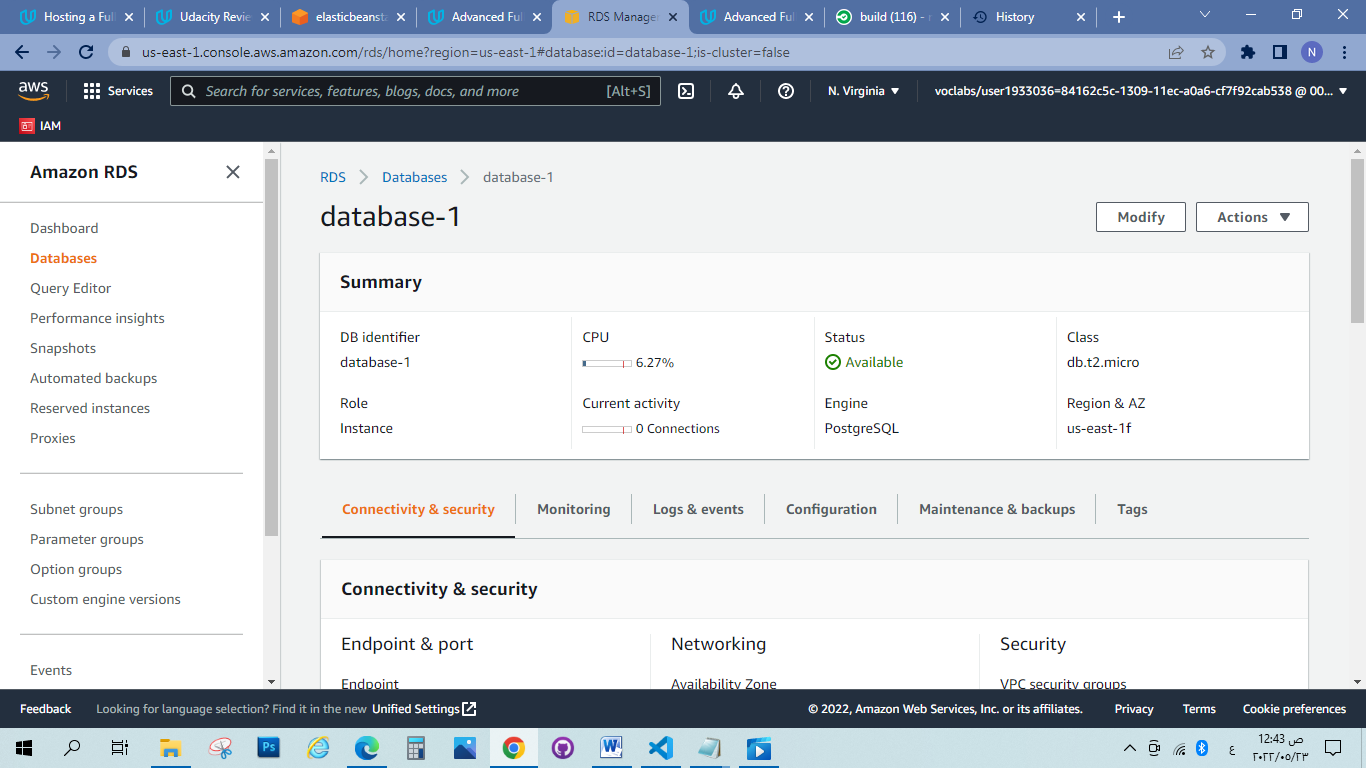 Hosting a Full
Udacity Revie
elasticbeanst
Advanced Ful
RDS Manage
Advanced Ful
build (116) -
History
us-east-1.console.aws.amazon.com/rds/home?region=us-east-1#database:id=database-1;is-cluster=false
N
aws
Services
Search for services, features, blogs, docs, and more
[Alt+S]
N. Virginia
voclabs/user1933036=84162c5c-1309-11ec-a0a6-cf7f92cab538 @ 00...
IAM
Amazon RDS
Dashboard
Databases
Query Editor
Performance insights
Snapshots
Automated backups
Reserved instances
Proxies
Subnet groups
Parameter groups
Option groups
Custom engine versions
Events
RDS
Databases
database-1
database-1
Modify
Actions
Summary
DB identifier
database-1
CPU
6.27%
Status
Available
Class
db.t2.micro
Role
Instance
Current activity
0 Connections
Engine
PostgreSQL
Region & AZ
us-east-1f
Connectivity & security
Monitoring
Logs & events
Configuration
Maintenance & backups
Tags
Connectivity & security
Endpoint & port
Networking
Security
Endpoint
Availability Zone
VPC security groups
Feedback
Looking for language selection? Find it in the new Unified Settings
© 2022, Amazon Web Services, Inc. or its affiliates.
Privacy
Terms
Cookie preferences
Ps
W
ع
12:43 ص
٢٠٢٢/٠٥/٢٣